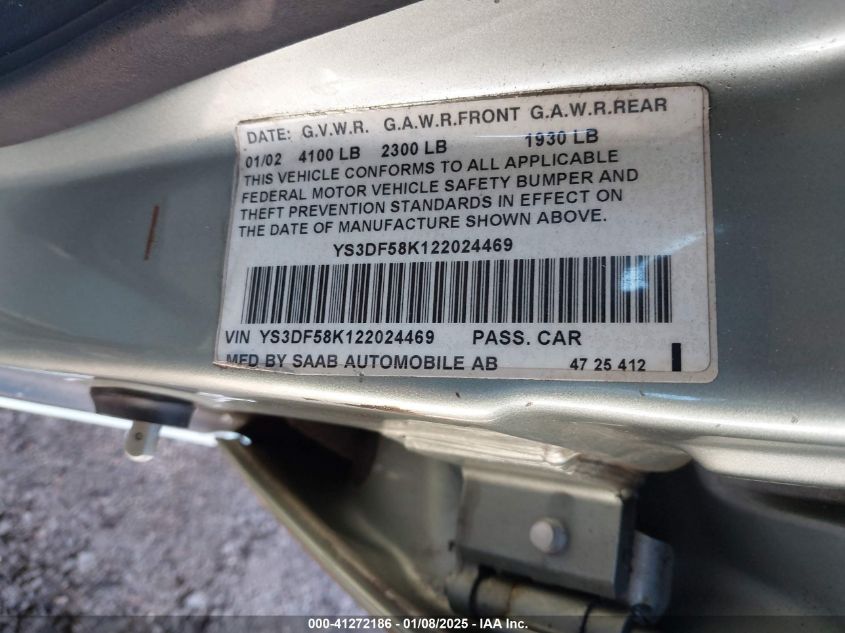 DATE: G.V.W.R. G.A.W.R.FRONT G.A.W.R.REAR
01/02 4100 LB 2300 LB 1930 LB
THIS VEHICLE CONFORMS TO ALL APPLICABLE
FEDERAL MOTOR VEHICLE SAFETY BUMPER AND
THEFT PREVENTION STANDARDS IN EFFECT ON
THE DATE OF MANUFACTURE SHOWN ABOVE.
YS3DF58K122024469
VIN YS3DF58K122024469 PASS. CAR
MFD BY SAAB AUTOMOBILE AB 47 25 412
000-41272186 - 01/08/2025 - IAA Inc.